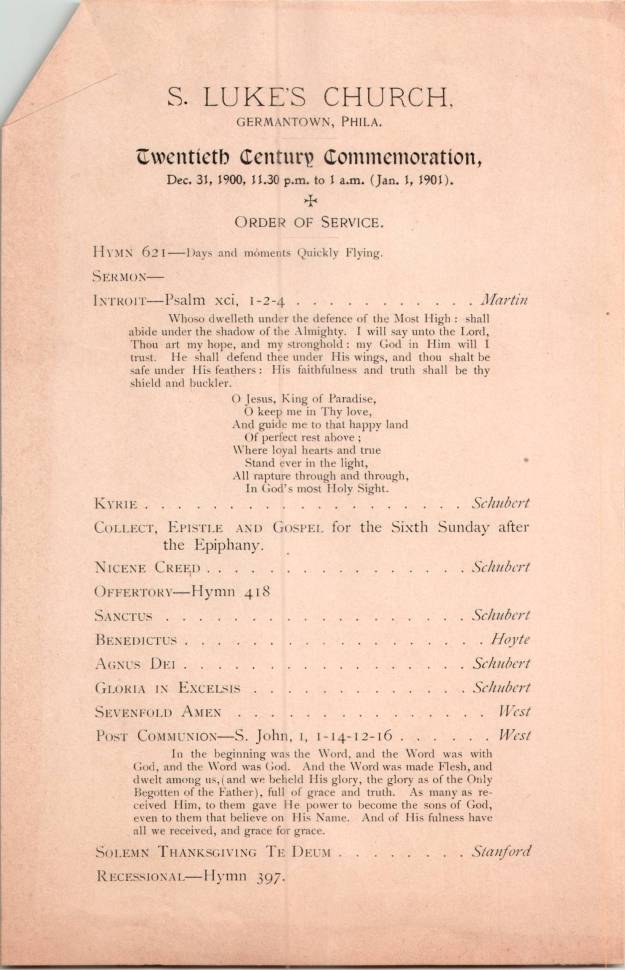 S. LUKE'S CHURCH,
GERMANTOWN, PHILA.
Twentieth Century Commemoration,
Dec. 31, 1900, 11.30 p.m. to 1 a.m. (Jan. 1, 1901).
✠
ORDER OF SERVICE.
HYMN 621—Days and móments Quickly Flying.
SERMON—
INTROIT—Psalm xci, 1-2-4 . . . . . . . . . . . Martin
Whoso dwelleth under the defence of the Most High : shall
abide under the shadow of the Almighty. I will say unto the Lord,
Thou art my hope, and my stronghold : my God in Him will I
trust. He shall defend thee under His wings, and thou shalt be
safe under His feathers : His faithfulness and truth shall be thy
shield and buckler.
O Jesus, King of Paradise,
O keep me in Thy love,
And guide me to that happy land
Of perfect rest above ;
Where loyal hearts and true
Stand ever in the light,
All rapture through and through,
In God's most Holy Sight.
KYRIE . . . . . . . . . . . . . . . . . . . Schubert
COLLECT, EPISTLE AND GOSPEL for the Sixth Sunday after
the Epiphany.
NICENE CREED . . . . . . . . . . . . . . . . Schubert
OFFERTORY—Hymn 418
SANCTUS . . . . . . . . . . . . . . . . . . Schubert
BENEDICTUS . . . . . . . . . . . . . . . . . . Hoyte
AGNUS DEI . . . . . . . . . . . . . . . . . Schubert
GLORIA IN EXCELSIS . . . . . . . . . . . . . Schubert
SEVENFOLD AMEN . . . . . . . . . . . . . . West
POST COMMUNION—S. John, 1, 1-14-12-16 . . . . . . West
In the beginning was the Word, and the Word was with
God, and the Word was God. And the Word was made Flesh, and
dwelt among us, (and we beheld His glory, the glory as of the Only
Begotten of the Father), full of grace and truth. As many as re-
ceived Him, to them gave He power to become the sons of God,
even to them that believe on His Name. And of His fulness have
all we received, and grace for grace.
SOLEMN THANKSGIVING TE DEUM . . . . . . . . Stanford
RECESSIONAL—Hymn 397.